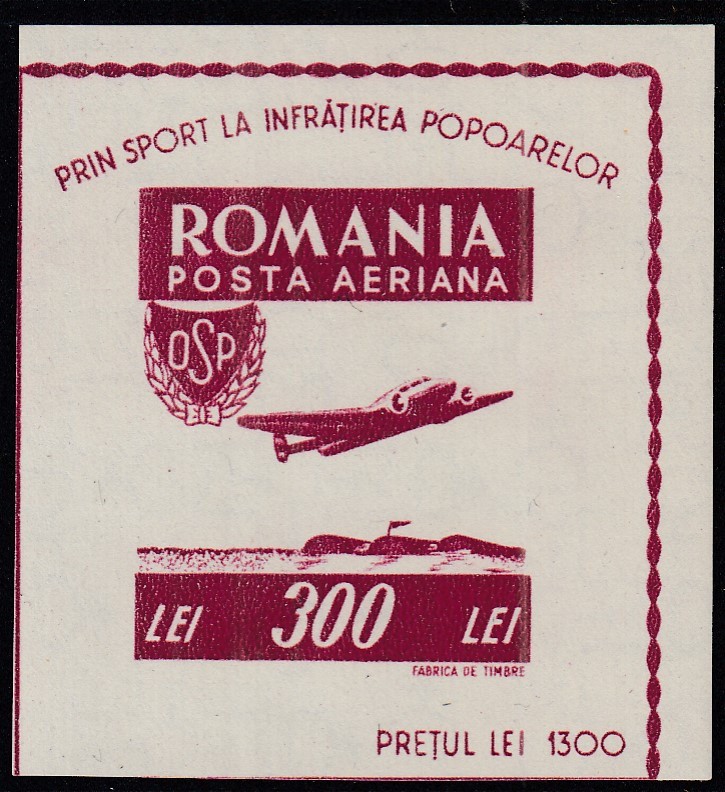 PRIN SPORT LA INFRĂȚIREA POPOARELOR
ROMANIA
POSTA AERIANA
OSP
LEI 300 LEI
FABRICA DE TIMBRE
PREȚUL LEI 1300